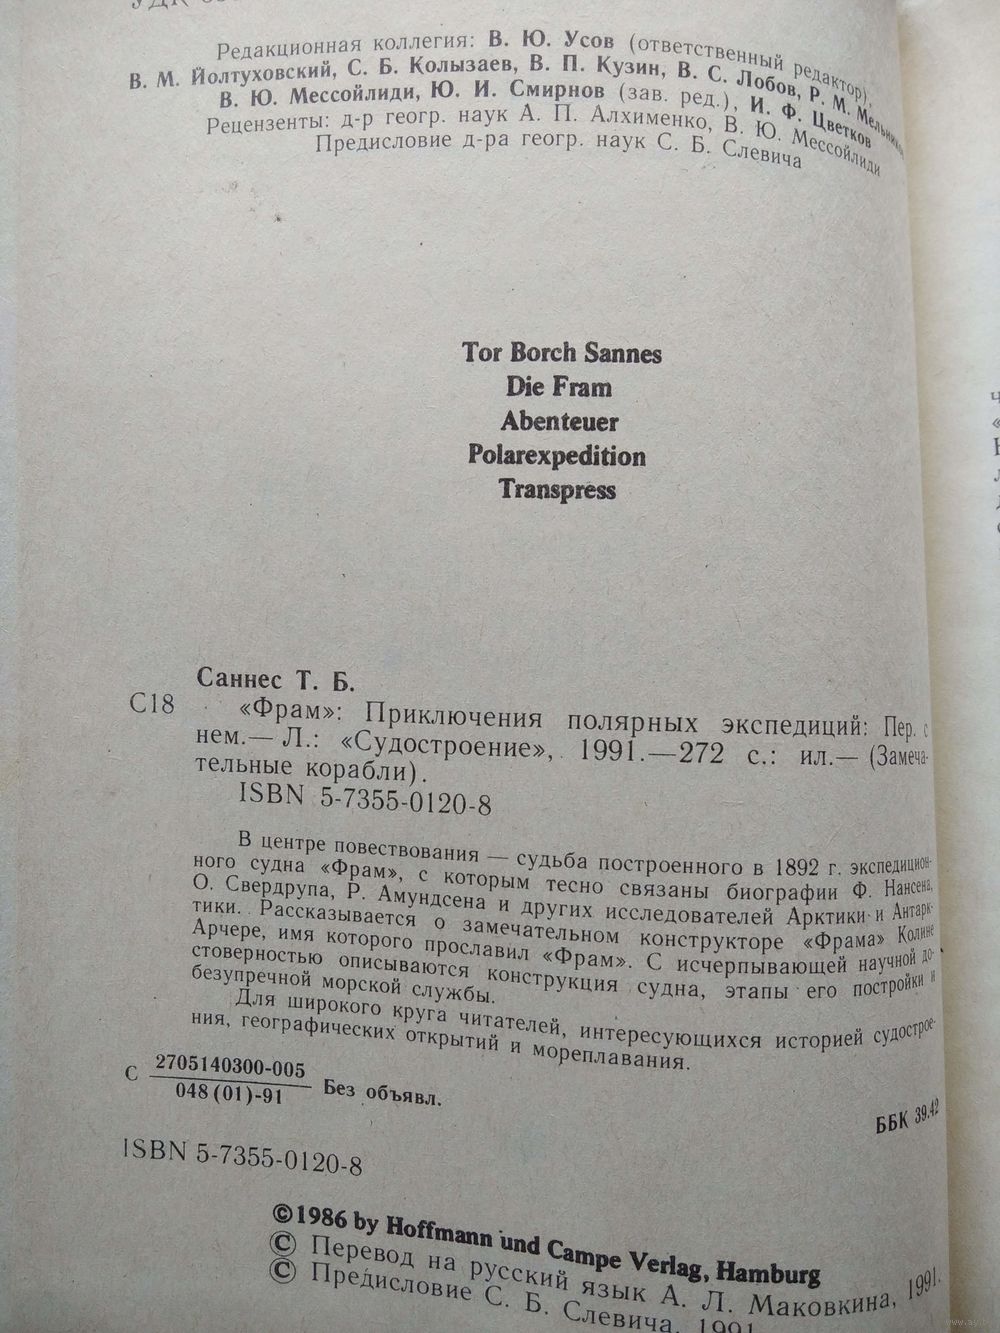 УДК
Редакционная коллегия: В. Ю. Усов (ответственный редактор),
В. М. Йолтуховский, С. Б. Колызаев, В. П. Кузин, В. С. Лобов, Р. М. Мельников
В. Ю. Мессойлиди, Ю. И. Смирнов (зав. ред.), И. Ф. Цветков
Рецензенты: д-р геогр. наук А. П. Алхименко, В. Ю. Мессойлиди
Предисловие д-ра геогр. наук С. Б. Слевича
Tor Borch Sannes
Die Fram
Abenteuer
Polarexpedition
Transpress
Саннес Т. Б.
С18 «Фрам»: Приключения полярных экспедиций: Пер. с
нем.— Л.: «Судостроение», 1991.—272 с.: ил.— (Замеча-
тельные корабли).
ISBN 5-7355-0120-8
В центре повествования — судьба построенного в 1892 г. экспедицион-
ного судна «Фрам», с которым тесно связаны биографии Ф. Нансена,
О. Свердрупа, Р. Амундсена и других исследователей Арктики и Антарк-
тики. Рассказывается о замечательном конструкторе «Фрама» Колине
Арчере, имя которого прославил «Фрам». С исчерпывающей научной до-
стоверностью описываются конструкция судна, этапы его постройки и
безупречной морской службы.
Для широкого круга читателей, интересующихся историей судострое-
ния, географических открытий и мореплавания.
С 2705140300-005
048(01)-91 Без объявл.
ББК 39.42
ISBN 5-7355-0120-8
©1986 by Hoffmann und Campe Verlag, Hamburg
© Перевод на русский язык А. Л. Маковкина, 1991.
© Предисловие С. Б. Слевича, 1991